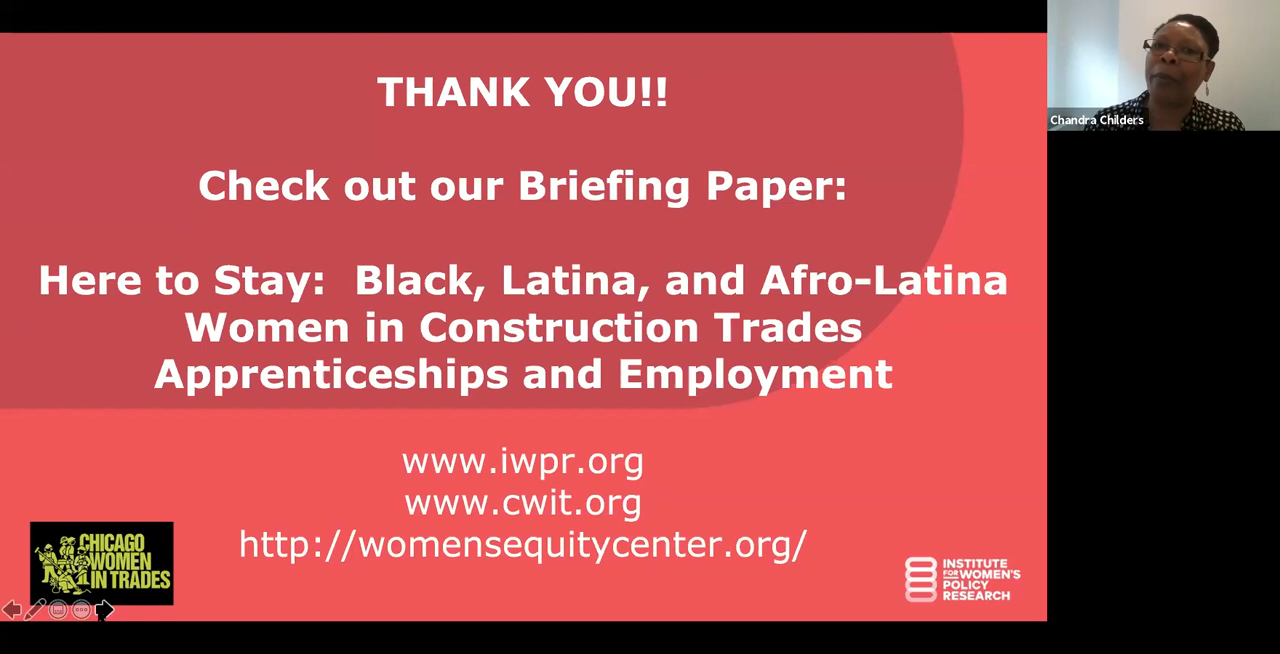 THANK YOU!!
Check out our Briefing Paper:
Here to Stay:  Black, Latina, and Afro-Latina
Women in Construction Trades
Apprenticeships and Employment
www.iwpr.org
www.cwit.org
http://womensequitycenter.org/
CHICAGO
WOMEN
IN TRADES
INSTITUTE
FOR WOMEN'S
POLICY
RESEARCH
Chandra Childers